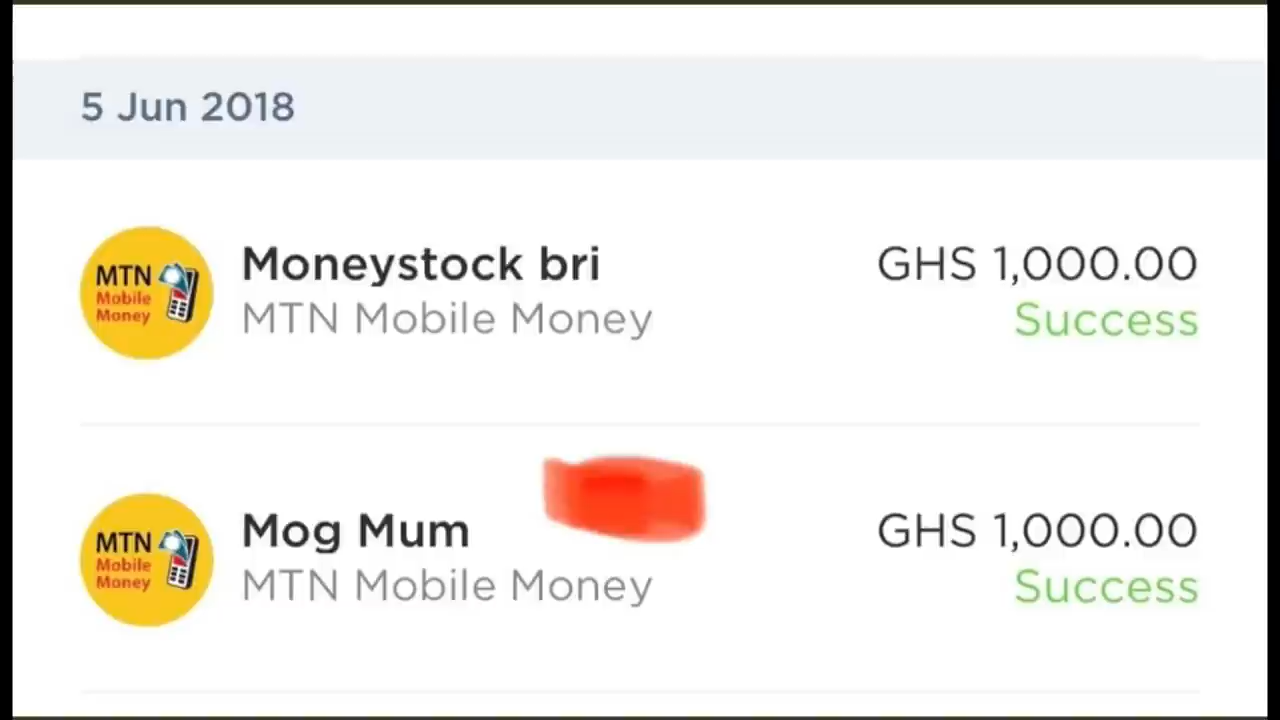 5 Jun 2018
MTN
Mobile
Money
Moneystock bri
MTN Mobile Money
GHS 1,000.00
Success
MTN
Mobile
Money
Mog Mum
MTN Mobile Money
GHS 1,000.00
Success